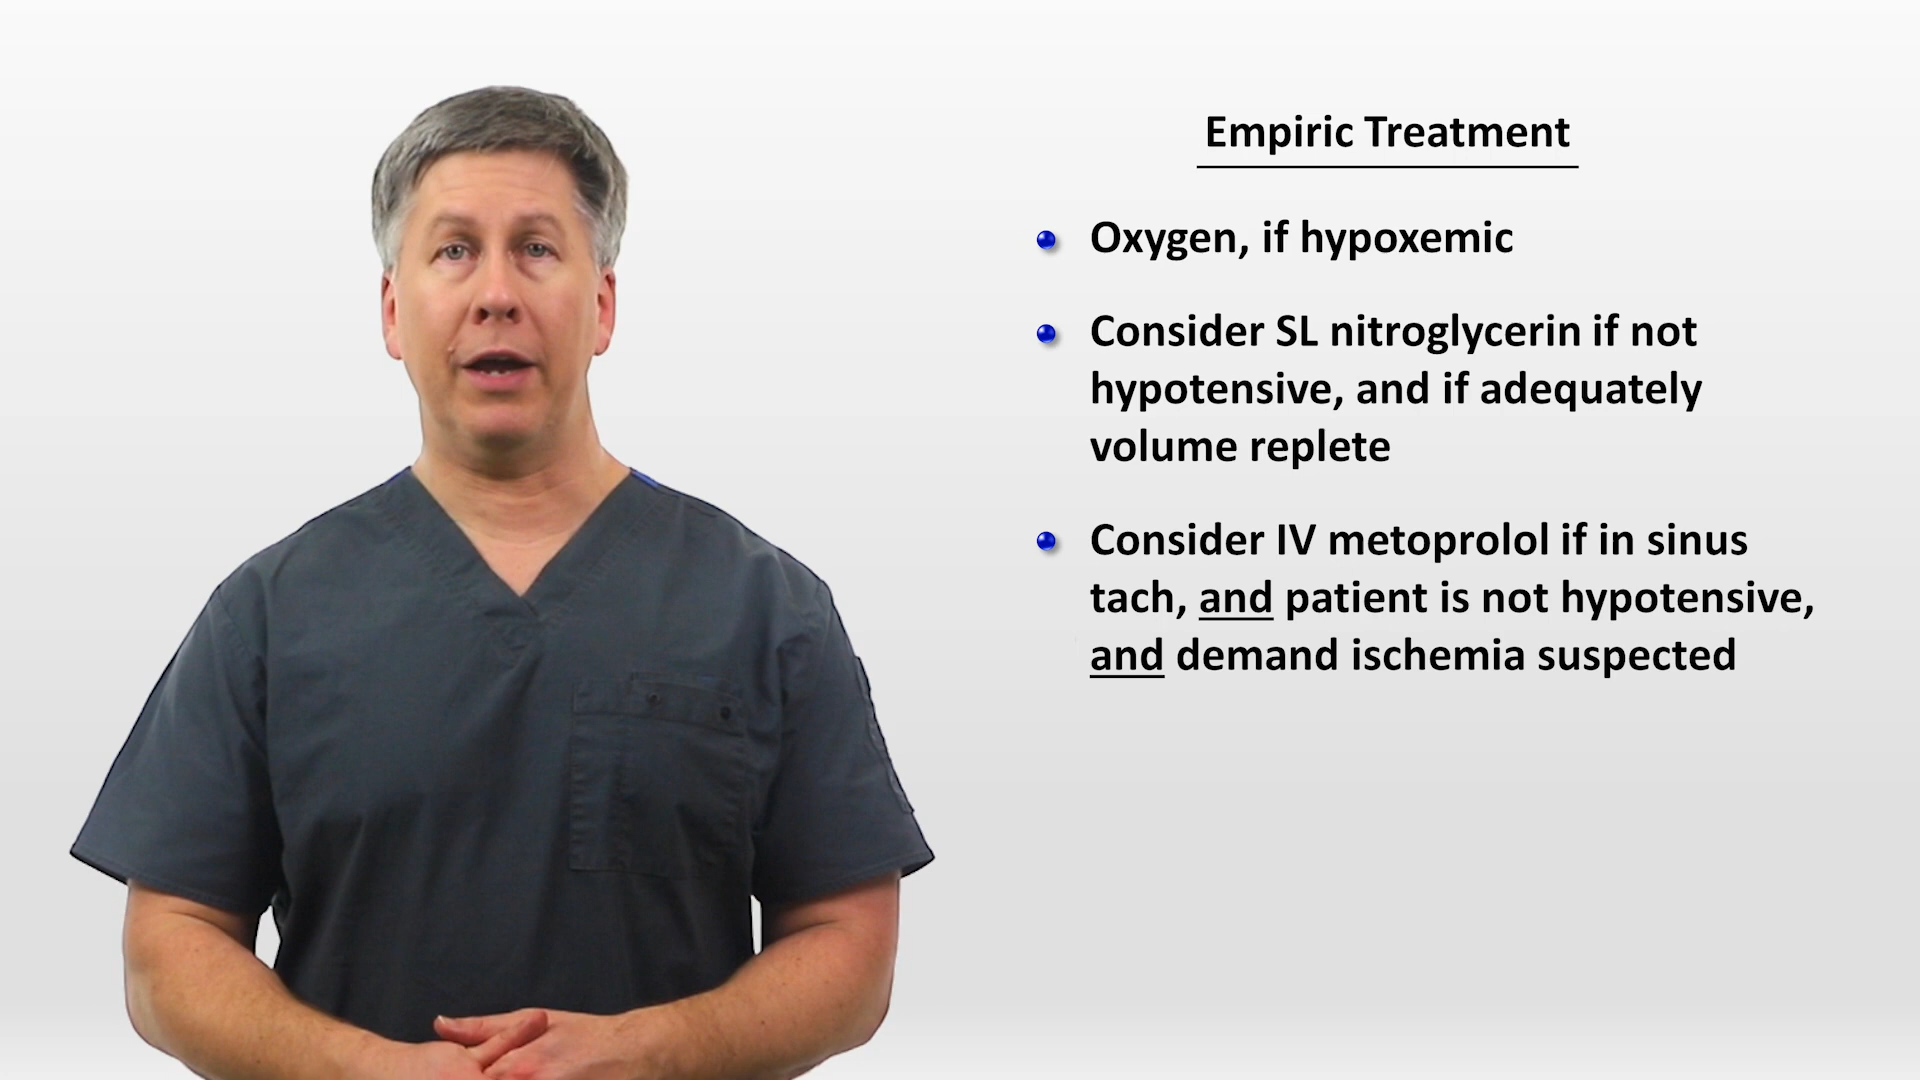 Empiric Treatment
Oxygen, if hypoxemic
Consider SL nitroglycerin if not
hypotensive, and if adequately
volume replete
Consider IV metoprolol if in sinus
tach, and patient is not hypotensive,
and demand ischemia suspected